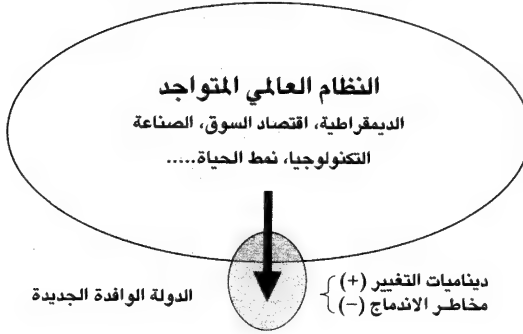 النظام العالمي المتواجد
الديمقراطية، اقتصاد السوق، الصناعة
التكنولوجيا، نمط الحياة.....
ديناميات التغيير (+)
مخاطر الاندماج (–)
الدولة الوافدة الجديدة